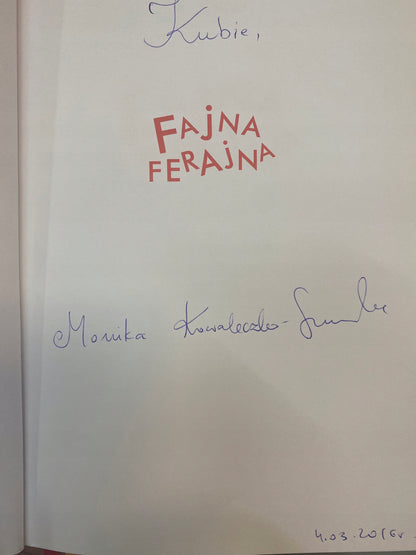 Kubie,
FAJNA
FERAJNA
Monika Kowaleczko-Szumowska
4.03.2016r